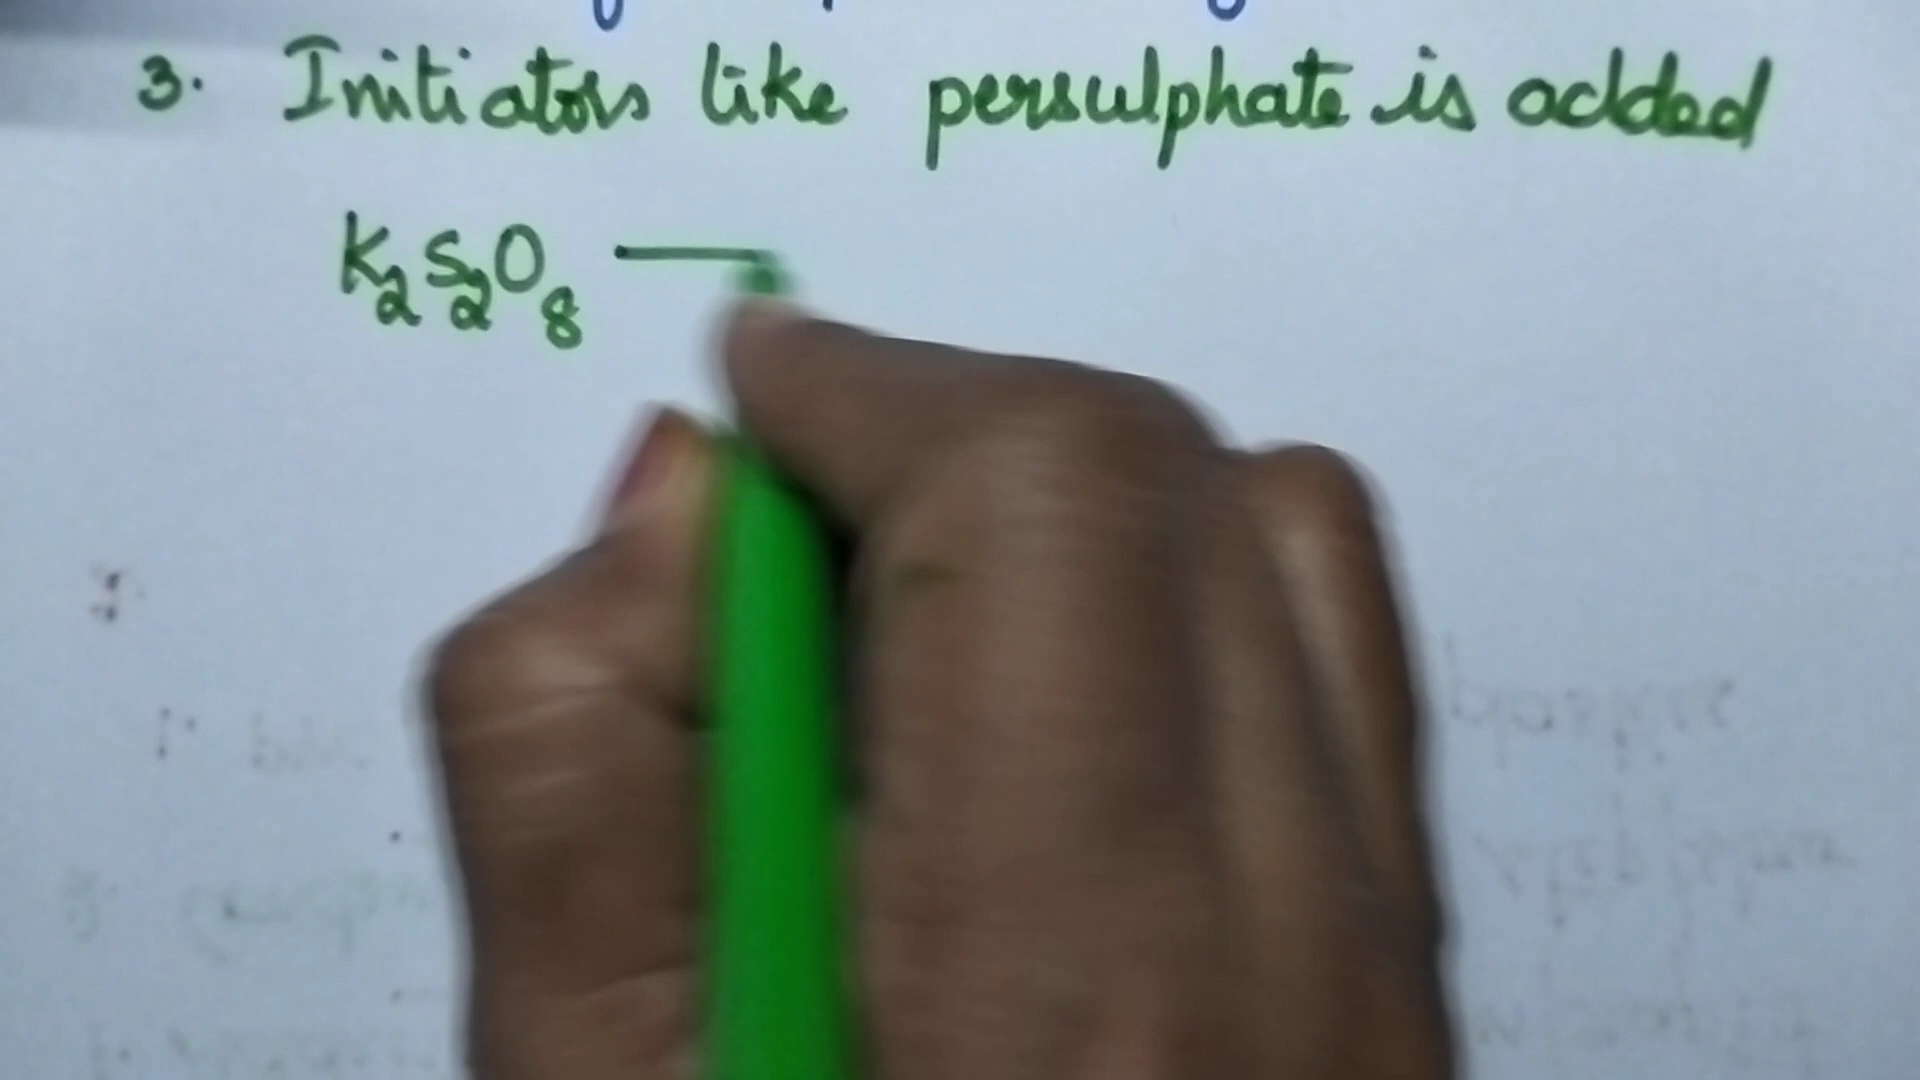 3. Initiators like persulphate is added
K₂S₂O₈ —